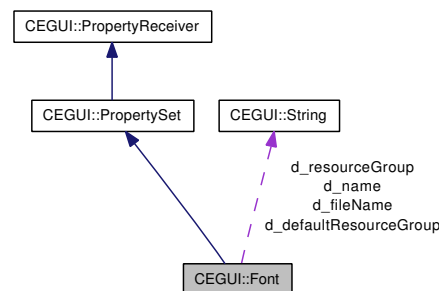 CEGUI::PropertyReceiver
CEGUI::PropertySet
CEGUI::String
d_resourceGroup
d_name
d_fileName
d_defaultResourceGroup
CEGUI::Font